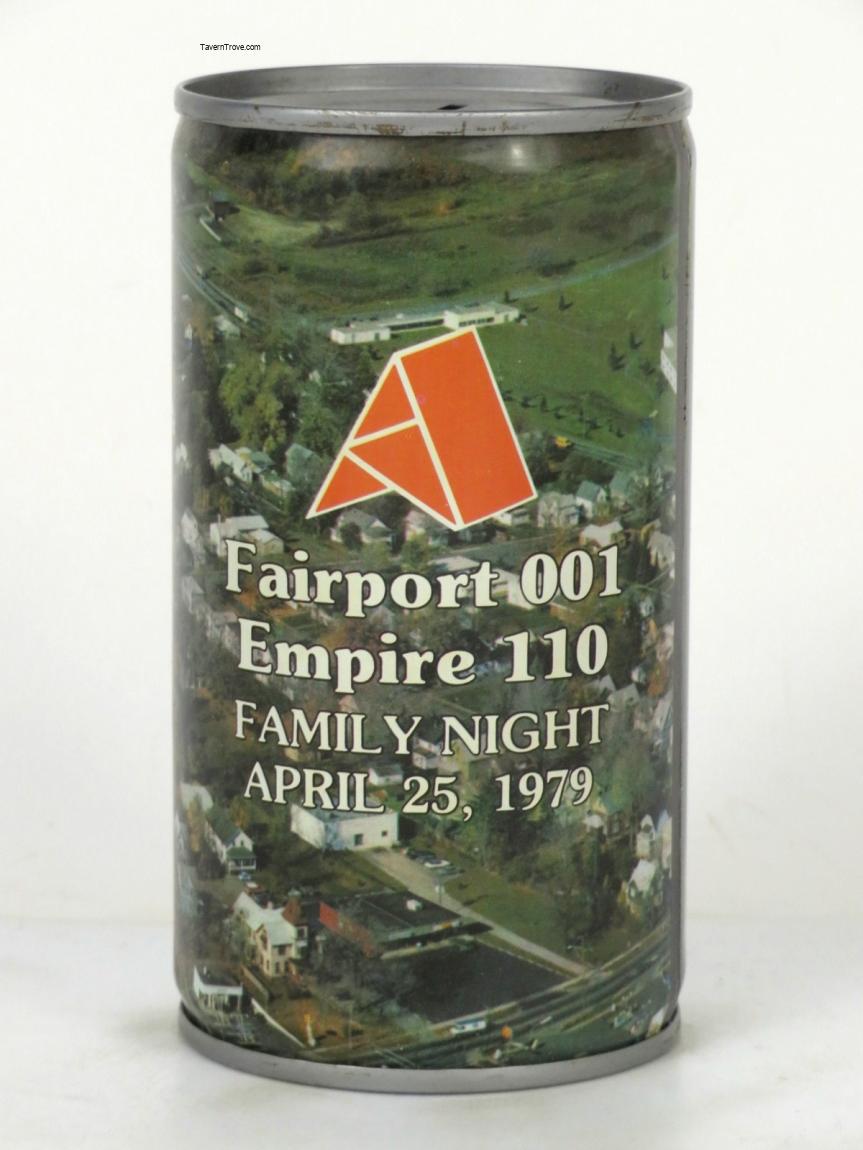 TavernTrove.com
Fairport 001
Empire 110
FAMILY NIGHT
APRIL 25, 1979